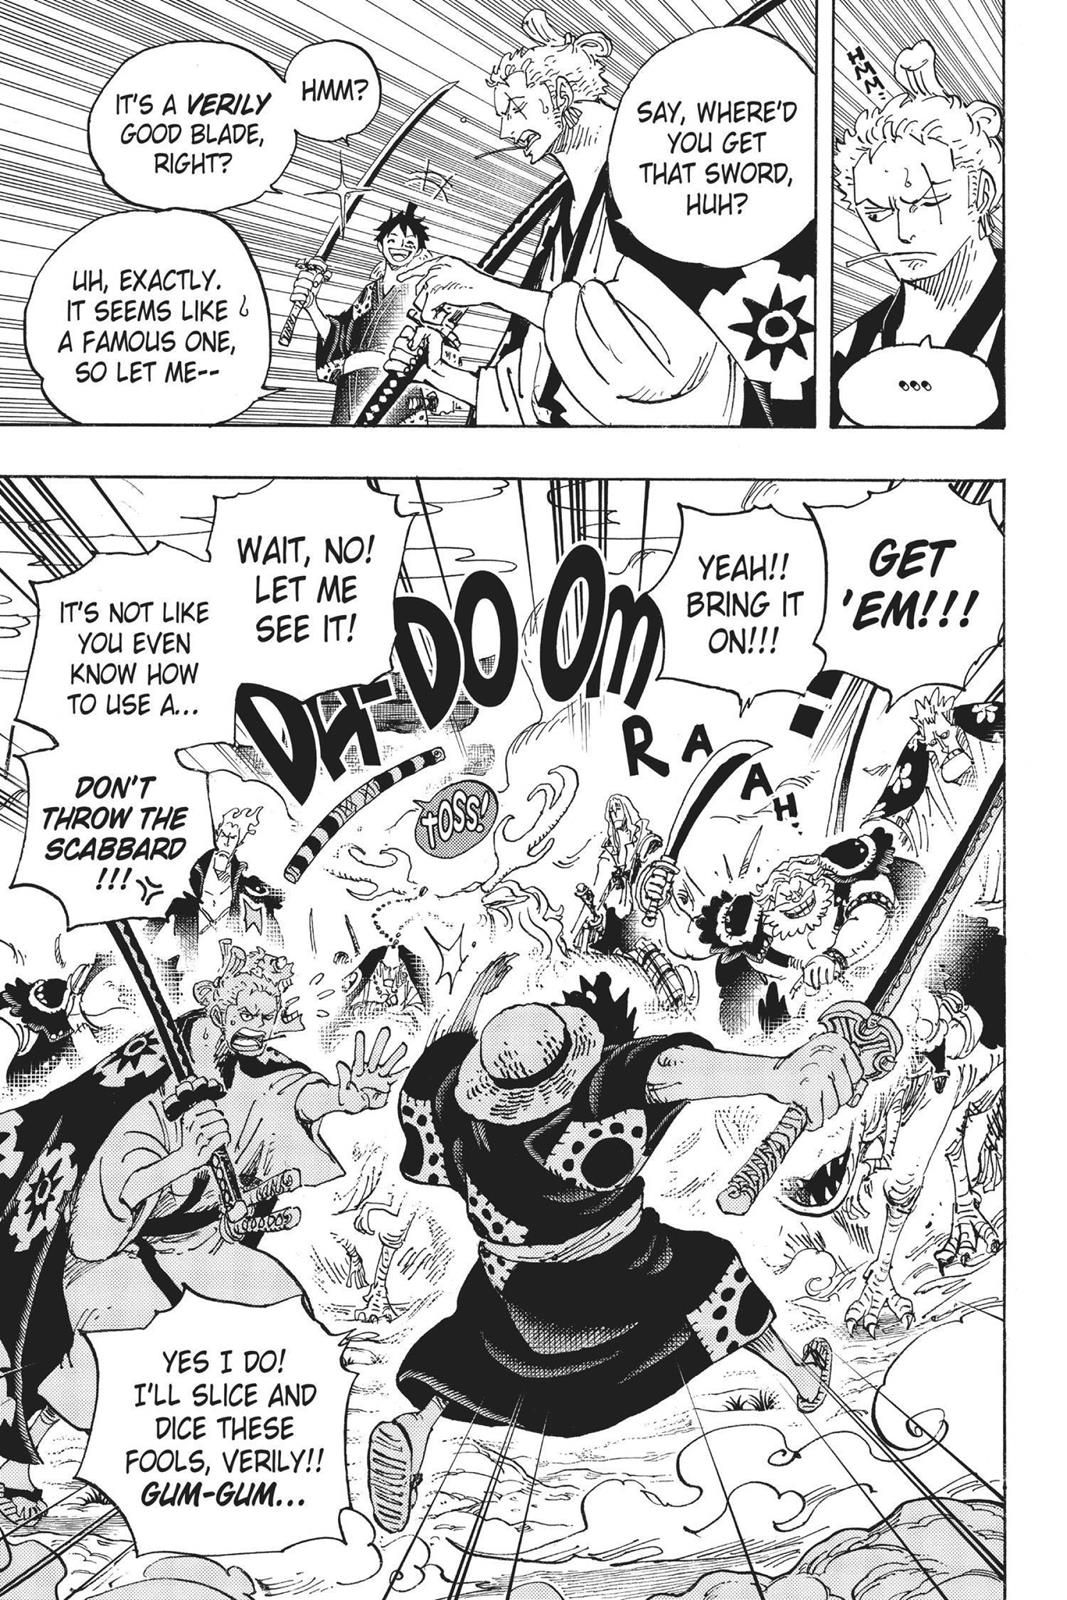 HMM.
...
SAY, WHERE'D
YOU GET
THAT SWORD,
HUH?
HMM?
IT'S A VERILY
GOOD BLADE,
RIGHT?
UH, EXACTLY.
IT SEEMS LIKE
A FAMOUS ONE,
SO LET ME--
GET
'EM!!!
YEAH!!
BRING IT
ON!!!
RAAH!
DH-DOOOM
WAIT, NO!
LET ME
SEE IT!
IT'S NOT LIKE
YOU EVEN
KNOW HOW
TO USE A...
TOSS!
DON'T
THROW THE
SCABBARD
!!!
YES I DO!
I'LL SLICE AND
DICE THESE
FOOLS, VERILY!!
GUM-GUM...